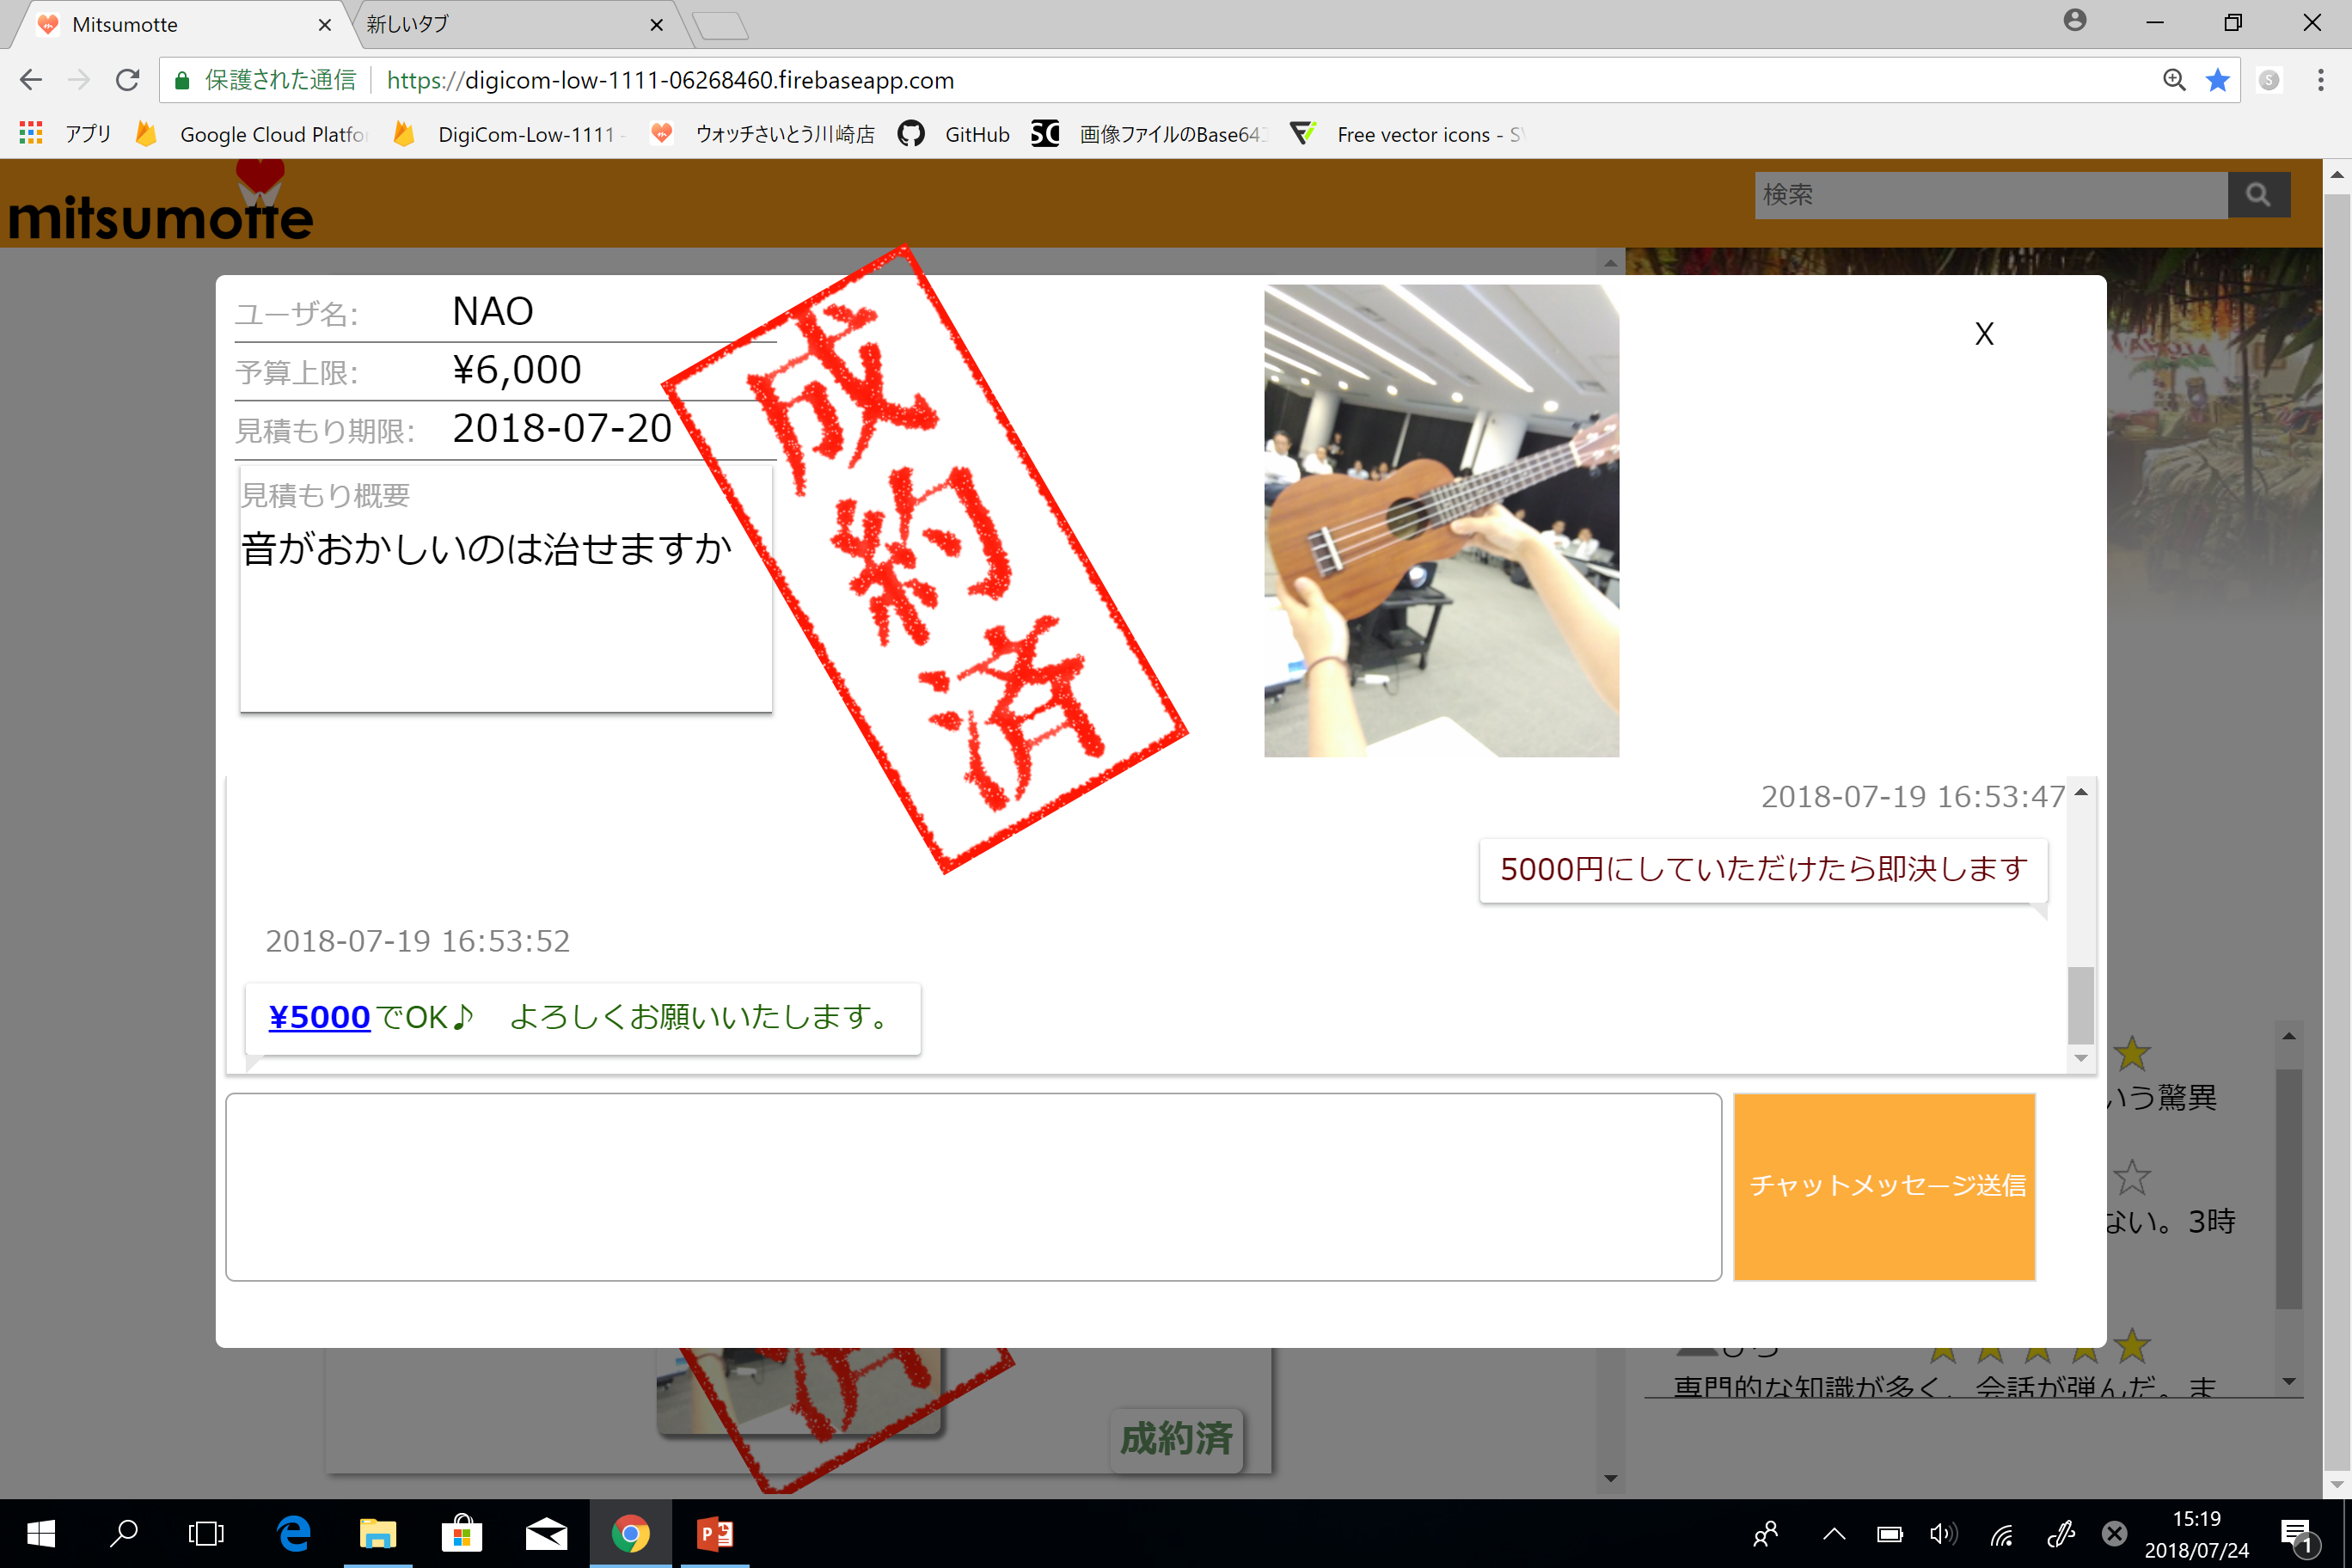 Mitsumotte
新しいタブ
保護された通信
https://digicom-low-1111-06268460.firebaseapp.com
アプリ
Google Cloud Platfo
DigiCom-Low-1111 -
ウォッチさいとう川崎店
GitHub
SC
画像ファイルのBase64
Free vector icons - S
mitsumotte
検索
ユーザ名:
NAO
X
予算上限:
¥6,000
見積もり期限:
2018-07-20
見積もり概要
音がおかしいのは治せますか
成約済
2018-07-19 16:53:47
5000円にしていただけたら即決します
2018-07-19 16:53:52
¥5000でOK♪　よろしくお願いいたします。
いう驚異
チャットメッセージ送信
ない。3時
専門的な知識が多く、会話が弾んだ。ま
成約済
15:19
2018/07/24
1